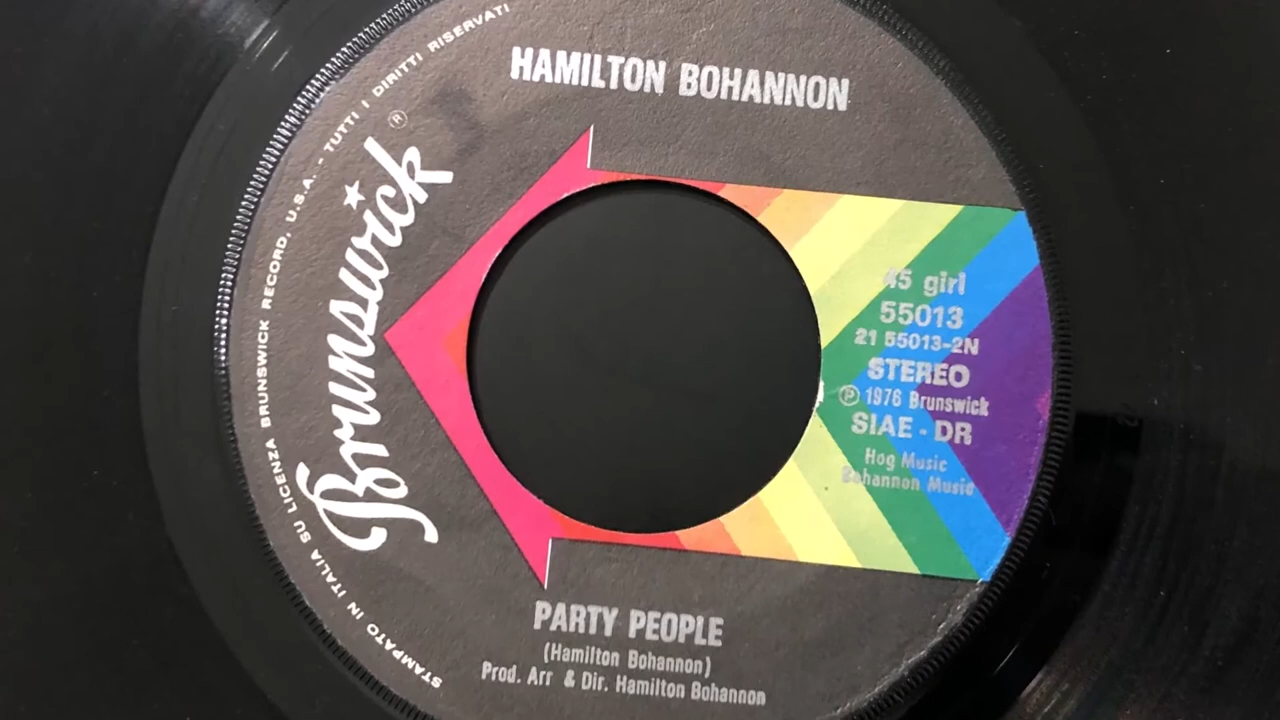 HAMILTON BOHANNON
Brunswick®
STAMPATO IN ITALIA SU LICENZA BRUNSWICK RECORD. U.S.A. - TUTTI I DIRITTI RISERVATI
45 giri
55013
21 55013-2N
STEREO
℗ 1976 Brunswick
SIAE - DR
Hog Music
Bohannon Music
PARTY PEOPLE
(Hamilton Bohannon)
Prod. Arr & Dir. Hamilton Bohannon